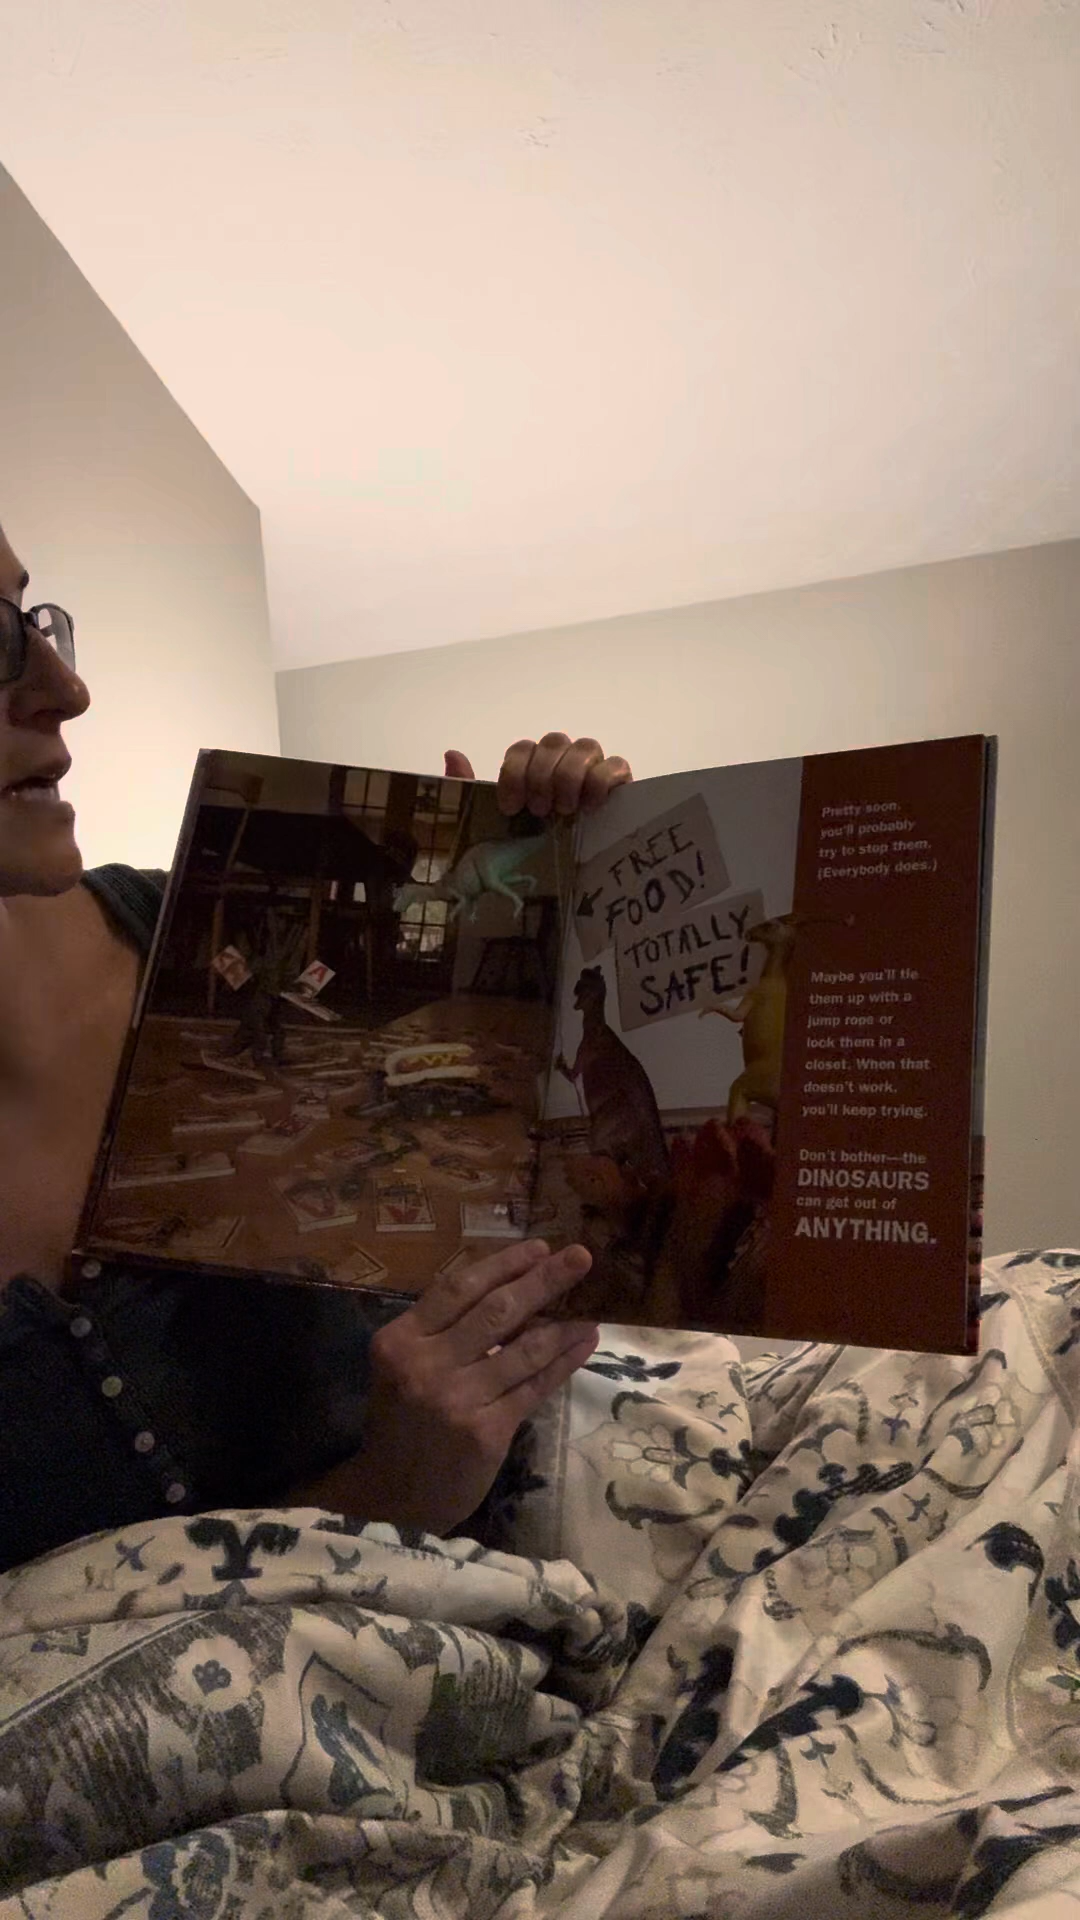 FREE
FOOD!
TOTALLY
SAFE!
A
A
Pretty soon,
you'll probably
try to stop them.
(Everybody does.)
Maybe you'll tie
them up with a
jump rope or
lock them in a
closet. When that
doesn't work,
you'll keep trying.
Don't bother—the
DINOSAURS
can get out of
ANYTHING.